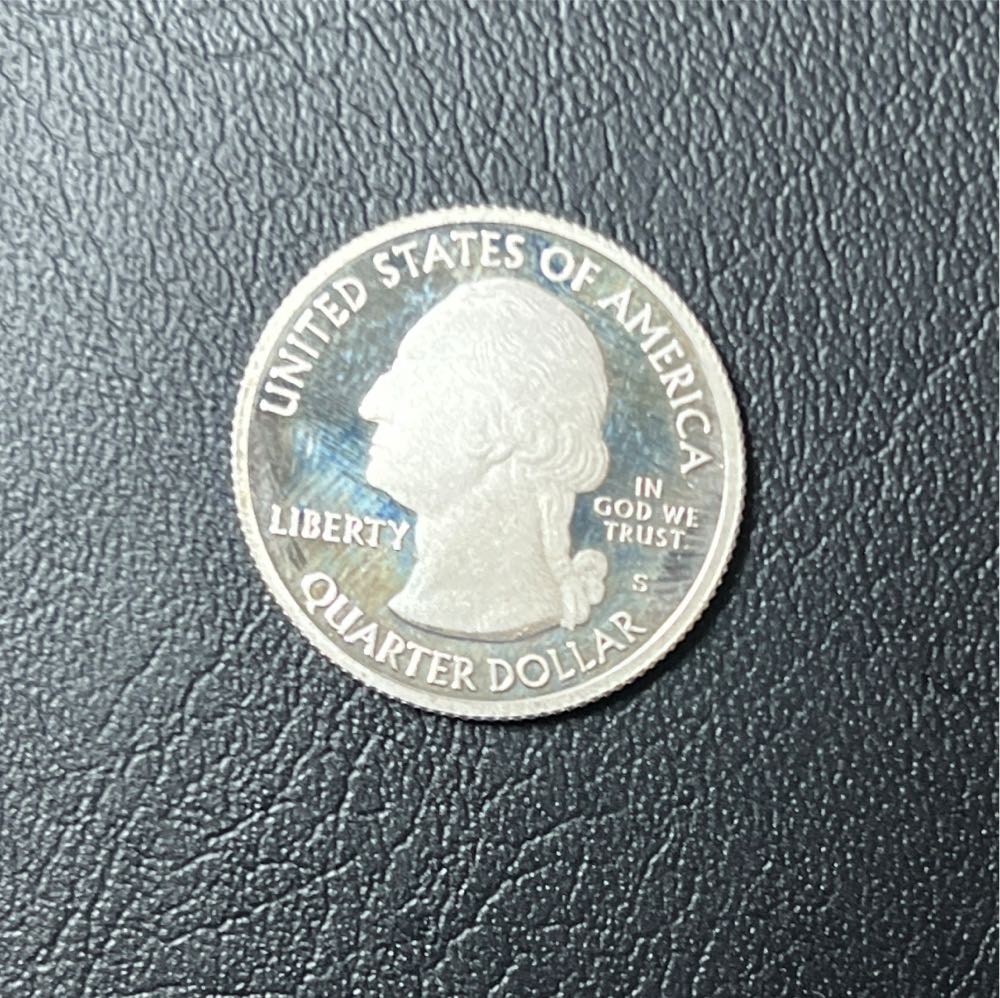 UNITED STATES OF AMERICA
LIBERTY
IN
GOD WE
TRUST
S
QUARTER DOLLAR